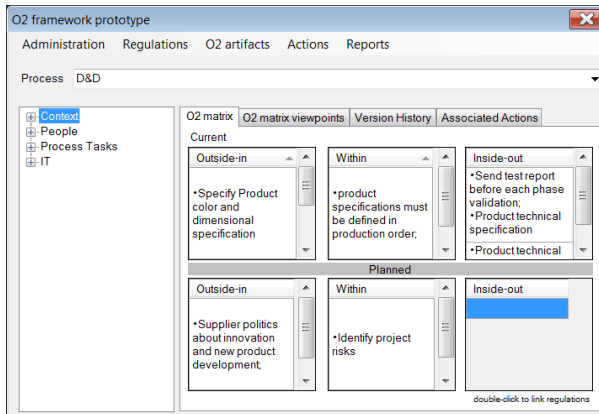 O2 framework prototype
Administration Regulations O2 artifacts Actions Reports
Process D&D
Context
People
Process Tasks
IT
O2 matrix O2 matrix viewpoints Version History Associated Actions
Current
Outside-in
•Specify Product
color and
dimensional
specification
Within
•product
specifications must
be defined in
production order;
Inside-out
•Send test report
before each phase
validation;
•Product technical
specification
•Product technical
Planned
Outside-in
•Supplier politics
about innovation
and new product
development;
Within
•Identify project
risks
Inside-out
double-click to link regulations